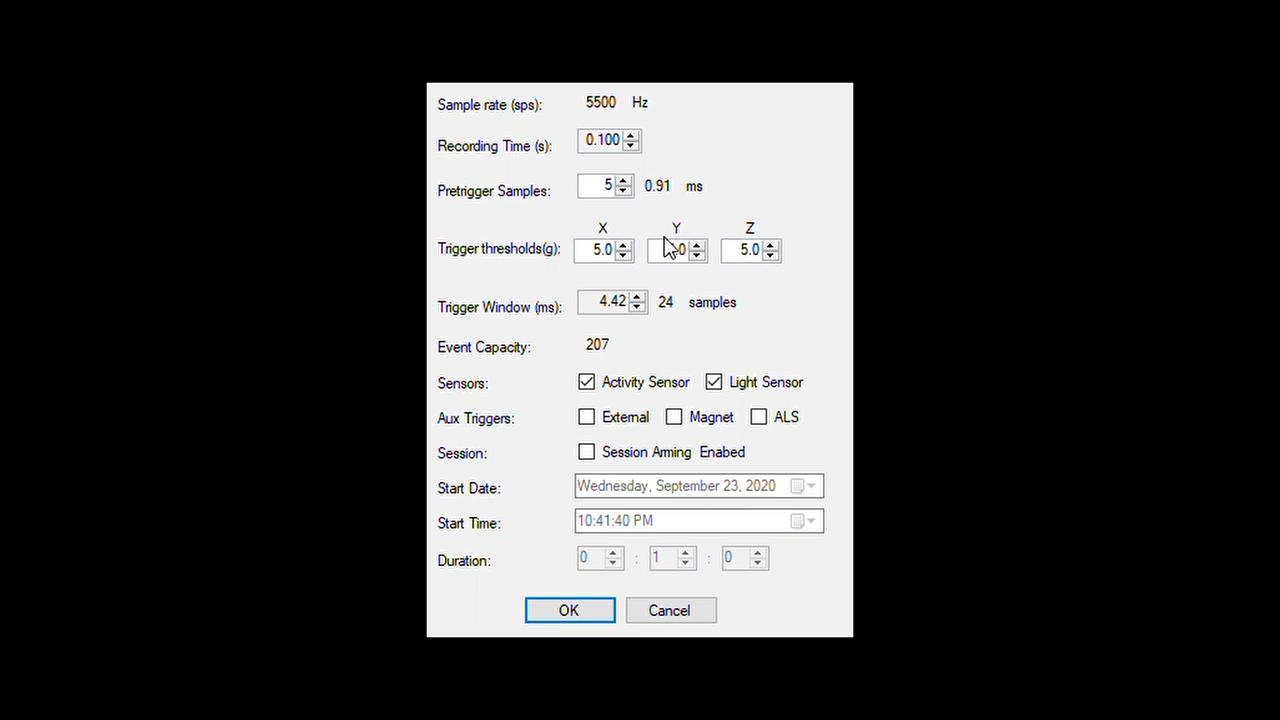 Sample rate (sps): 5500 Hz
Recording Time (s): 0.100
Pretrigger Samples: 5 0.91 ms
X Y Z
Trigger thresholds(g): 5.0 0 5.0
Trigger Window (ms): 4.42 24 samples
Event Capacity: 207
Sensors: Activity Sensor Light Sensor
Aux Triggers: External Magnet ALS
Session: Session Arming Enabed
Start Date: Wednesday, September 23, 2020
Start Time: 10:41:40 PM
Duration: 0 : 1 : 0
OK Cancel